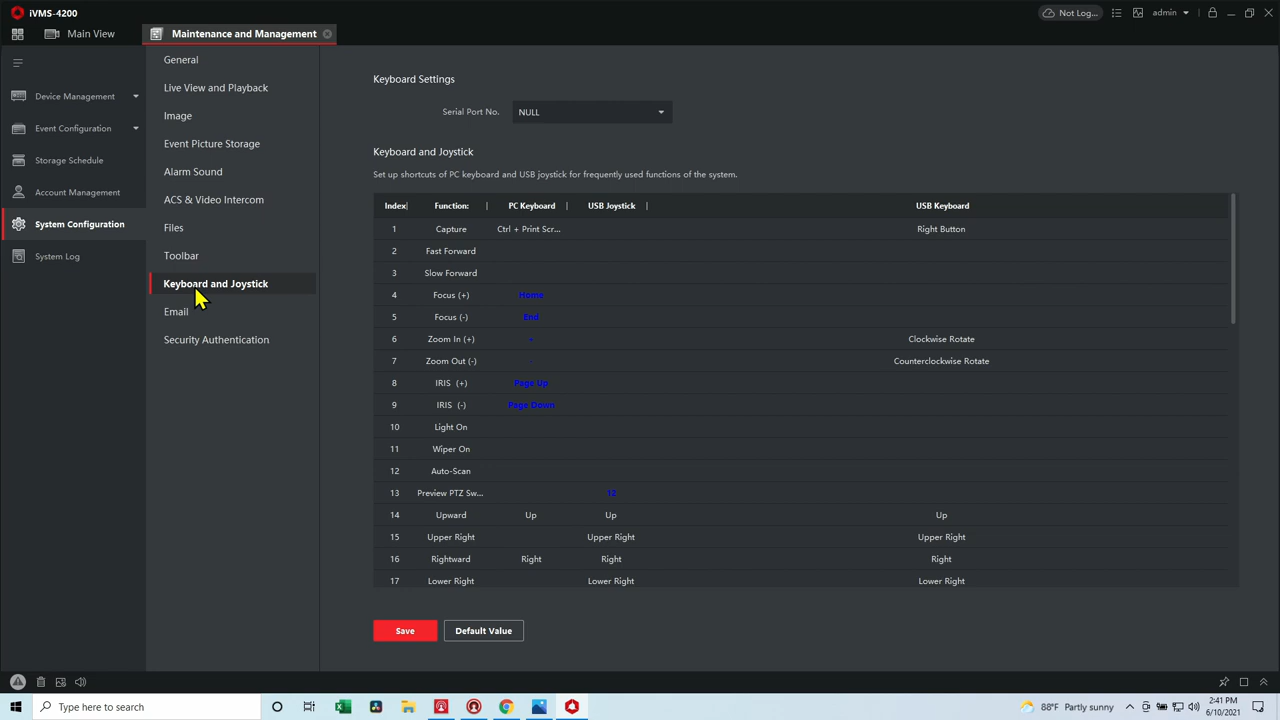 iVMS-4200
Not Log...
admin
Main View
Maintenance and Management
Device Management
Event Configuration
Storage Schedule
Account Management
System Configuration
System Log
General
Live View and Playback
Image
Event Picture Storage
Alarm Sound
ACS & Video Intercom
Files
Toolbar
Keyboard and Joystick
Email
Security Authentication
Keyboard Settings
Serial Port No. NULL
Keyboard and Joystick
Set up shortcuts of PC keyboard and USB joystick for frequently used functions of the system.
Index Function: PC Keyboard USB Joystick USB Keyboard
1 Capture Ctrl + Print Scr... Right Button
2 Fast Forward
3 Slow Forward
4 Focus (+) Home
5 Focus (-) End
6 Zoom In (+) + Clockwise Rotate
7 Zoom Out (-) - Counterclockwise Rotate
8 IRIS (+) Page Up
9 IRIS (-) Page Down
10 Light On
11 Wiper On
12 Auto-Scan
13 Preview PTZ Sw... 12
14 Upward Up Up Up
15 Upper Right Upper Right Upper Right
16 Rightward Right Right Right
17 Lower Right Lower Right Lower Right
Save Default Value
Type here to search
88°F Partly sunny
2:41 PM
6/10/2021